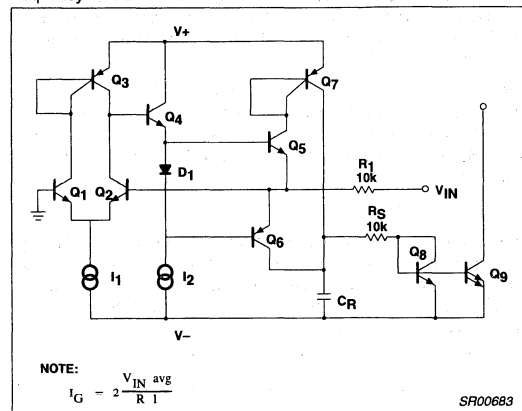 V+
Q3
Q7
Q4
Q5
D1
R1
10k
VIN
Q1
Q2
RS
10k
Q6
Q8
Q9
I1
I2
CR
V–
NOTE:
IG = 2 VIN avg
R 1
SR00683